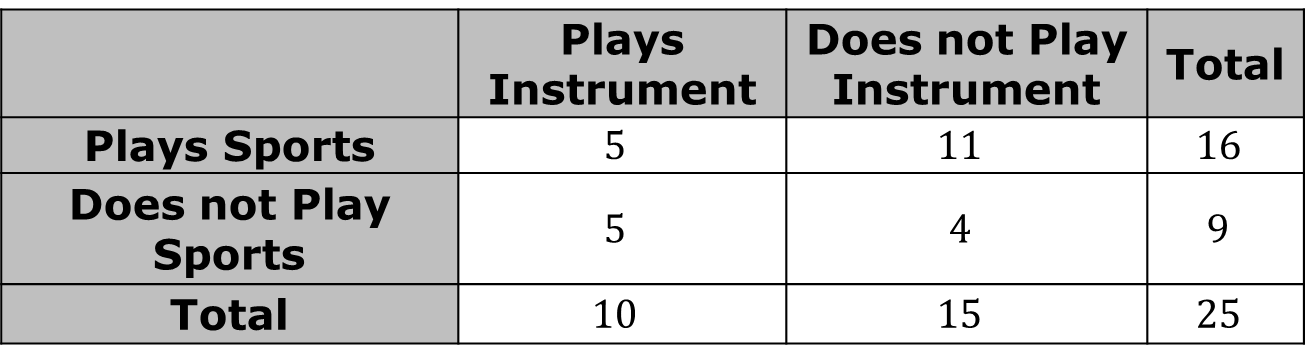 Plays Does not Play Total
Instrument Instrument
Plays Sports 5 11 16
Does not Play
Sports 5 4 9
Total 10 15 25